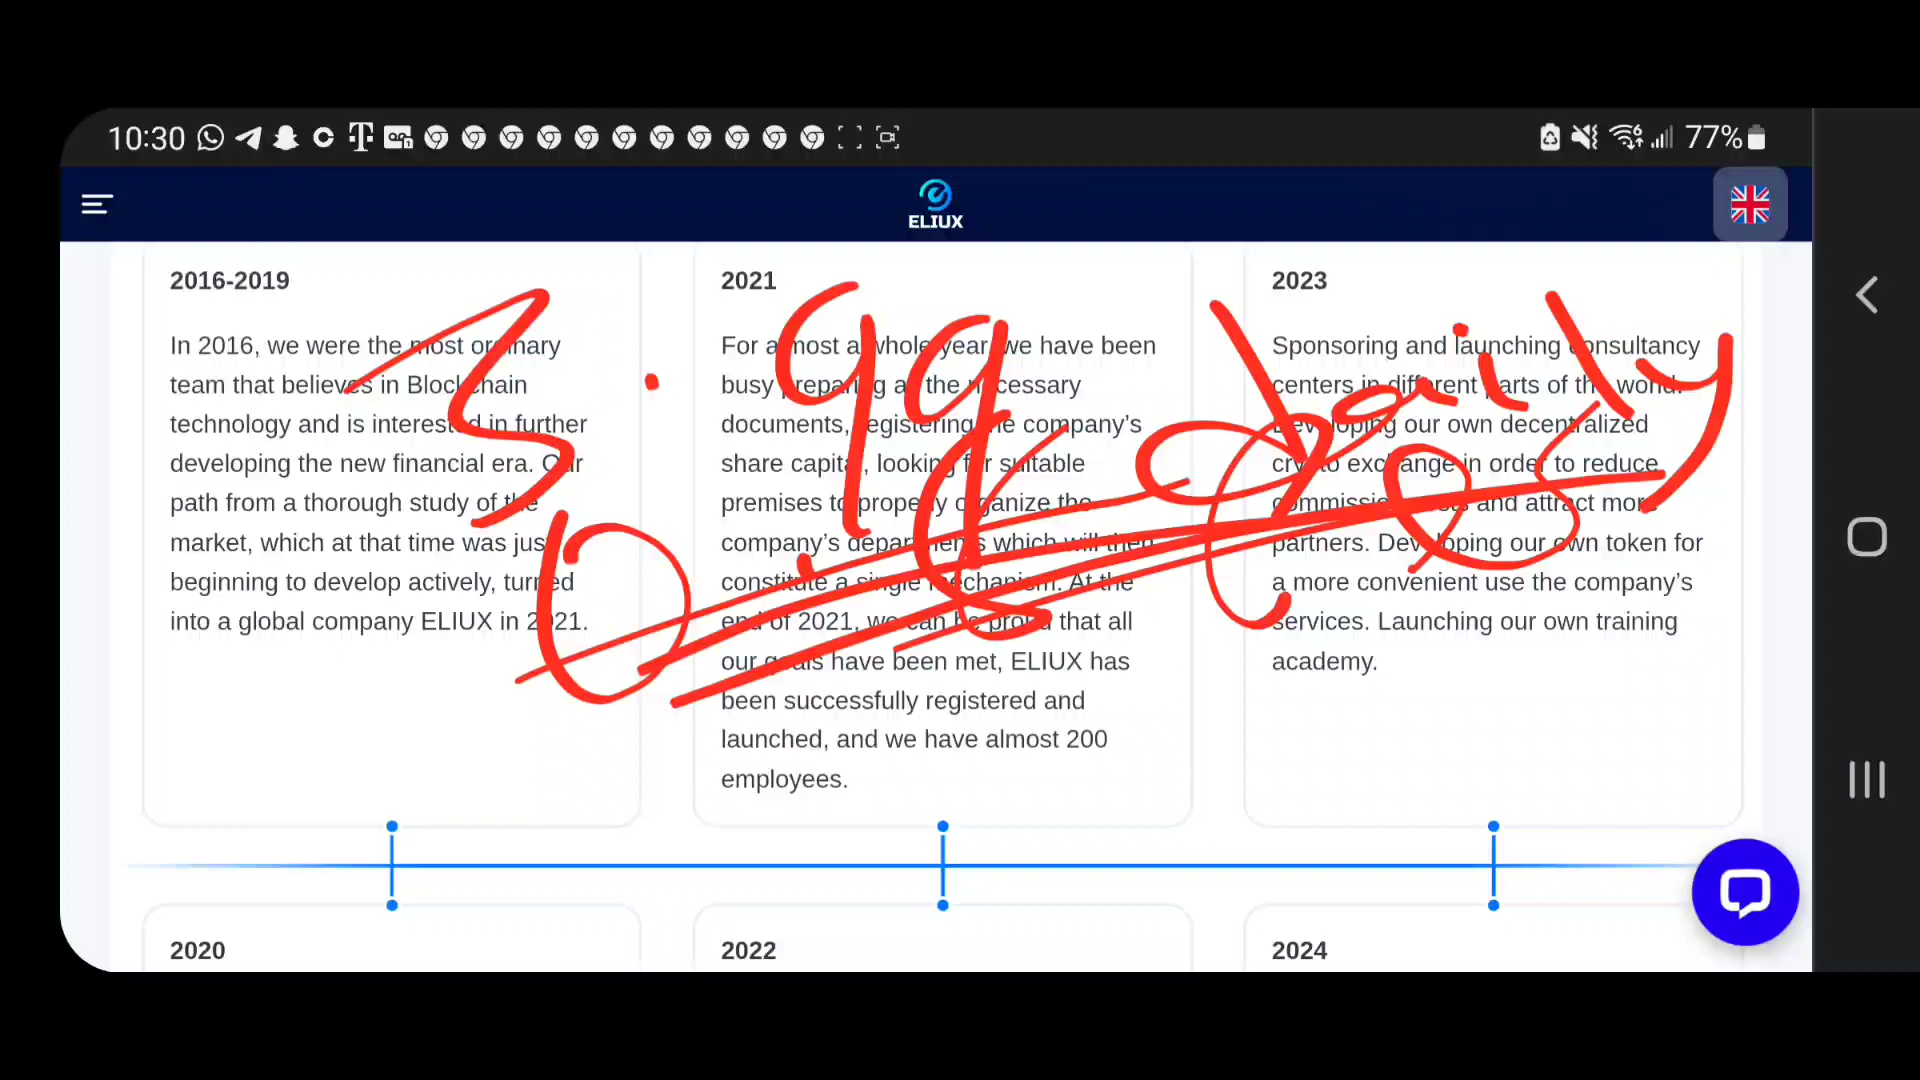 10:30
77%
ELIUX
2016-2019
In 2016, we were the most ordinary
team that believes in Blockchain
technology and is interested in further
developing the new financial era. Our
path from a thorough study of the
market, which at that time was just
beginning to develop actively, turned
into a global company ELIUX in 2021.
2021
For almost a whole year, we have been
busy preparing all the necessary
documents, registering the company’s
share capital, looking for suitable
premises to properly organize the
company’s departments which will then
constitute a single mechanism. At the
end of 2021, we can be proud that all
our goals have been met, ELIUX has
been successfully registered and
launched, and we have almost 200
employees.
2023
Sponsoring and launching consultancy
centers in different parts of the world.
Developing our own decentralized
crypto exchange in order to reduce
commission costs and attract more
partners. Developing our own token for
a more convenient use the company’s
services. Launching our own training
academy.
3.99 daily
2020
2022
2024